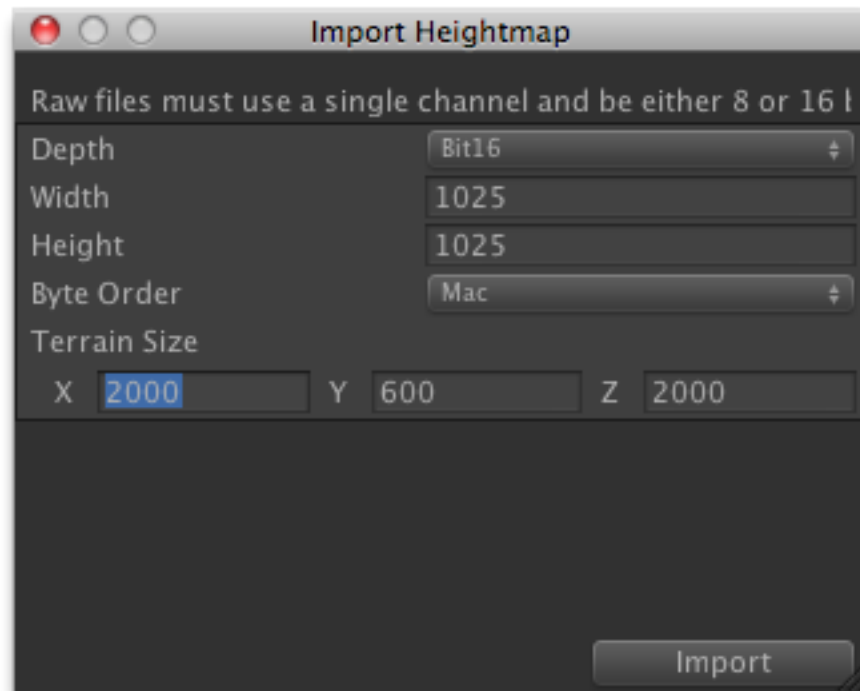 Import Heightmap
Raw files must use a single channel and be either 8 or 16
Depth Bit16
Width 1025
Height 1025
Byte Order Mac
Terrain Size
X 2000 Y 600 Z 2000
Import